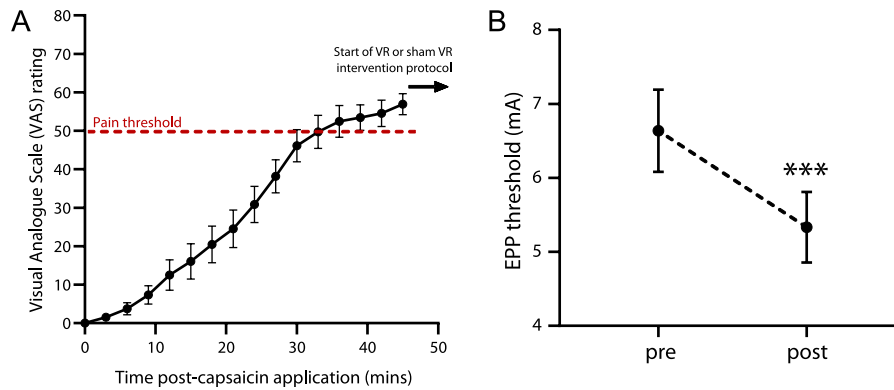 A
Visual Analogue Scale (VAS) rating
80
70
60
50
40
30
20
10
0
Pain threshold
Start of VR or sham VR
intervention protocol
0 10 20 30 40 50
Time post-capsaicin application (mins)
B
EPP threshold (mA)
8
7
6
5
4
***
pre post